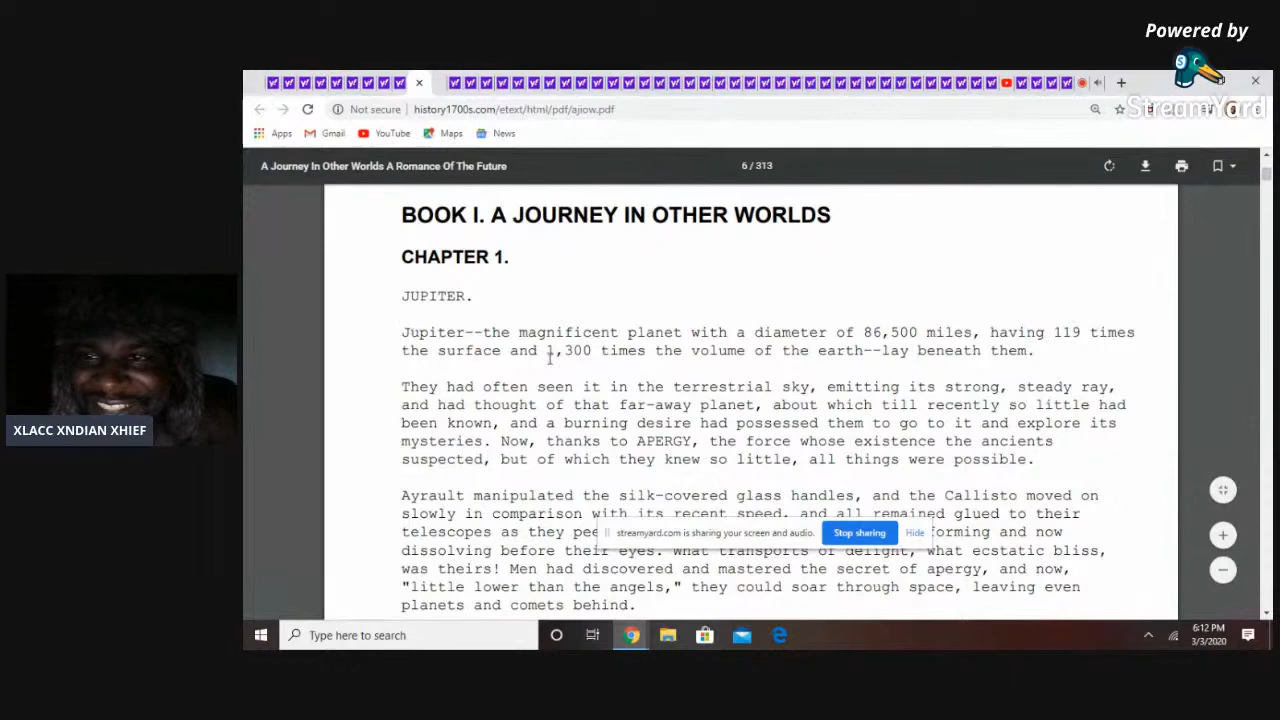 Powered by
StreamYard
Not secure | history1700s.com/etext/html/pdf/ajiow.pdf
Apps Gmail YouTube Maps News
A Journey In Other Worlds A Romance Of The Future 6 / 313
BOOK I. A JOURNEY IN OTHER WORLDS
CHAPTER 1.
JUPITER.
Jupiter--the magnificent planet with a diameter of 86,500 miles, having 119 times
the surface and 1,300 times the volume of the earth--lay beneath them.
They had often seen it in the terrestrial sky, emitting its strong, steady ray,
and had thought of that far-away planet, about which till recently so little had
been known, and a burning desire had possessed them to go to it and explore its
mysteries. Now, thanks to APERGY, the force whose existence the ancients
suspected, but of which they knew so little, all things were possible.
Ayrault manipulated the silk-covered glass handles, and the Callisto moved on
slowly in comparison with its recent speed, and all remained glued to their
telescopes as they pee forming and now
streamyard.com is sharing your screen and audio. Stop sharing Hide
dissolving before their eyes. What transports of delight, what ecstatic bliss,
was theirs! Men had discovered and mastered the secret of apergy, and now,
"little lower than the angels," they could soar through space, leaving even
planets and comets behind.
XLACC XNDIAN XHIEF
Type here to search
6:12 PM
3/3/2020